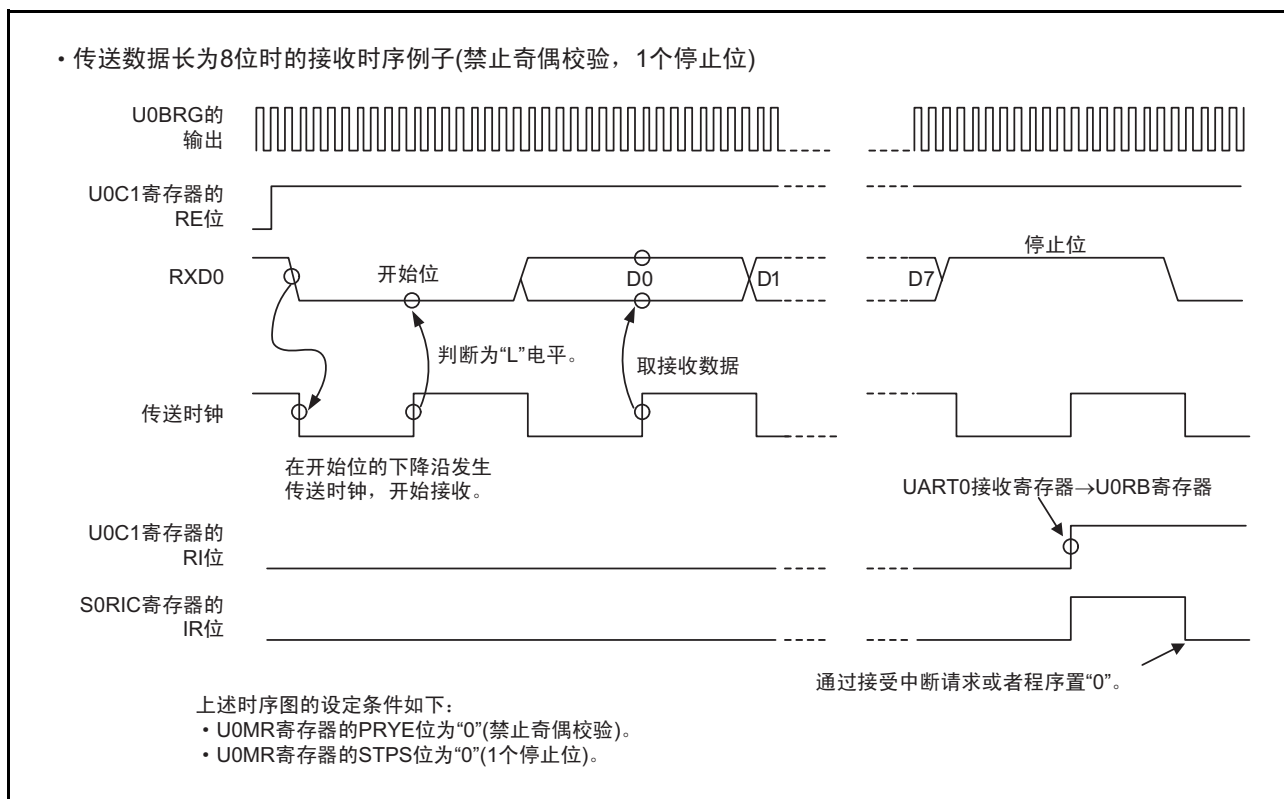 ・传送数据长为8位时的接收时序例子(禁止奇偶校验，1个停止位)
U0BRG的
输出
U0C1寄存器的
RE位
RXD0
开始位
D0
D1
D7
停止位
判断为“L”电平。
取接收数据
传送时钟
在开始位的下降沿发生
传送时钟，开始接收。
UART0接收寄存器→U0RB寄存器
U0C1寄存器的
RI位
S0RIC寄存器的
IR位
通过接受中断请求或者程序置“0”。
上述时序图的设定条件如下：
・U0MR寄存器的PRYE位为“0”(禁止奇偶校验)。
・U0MR寄存器的STPS位为“0”(1个停止位)。